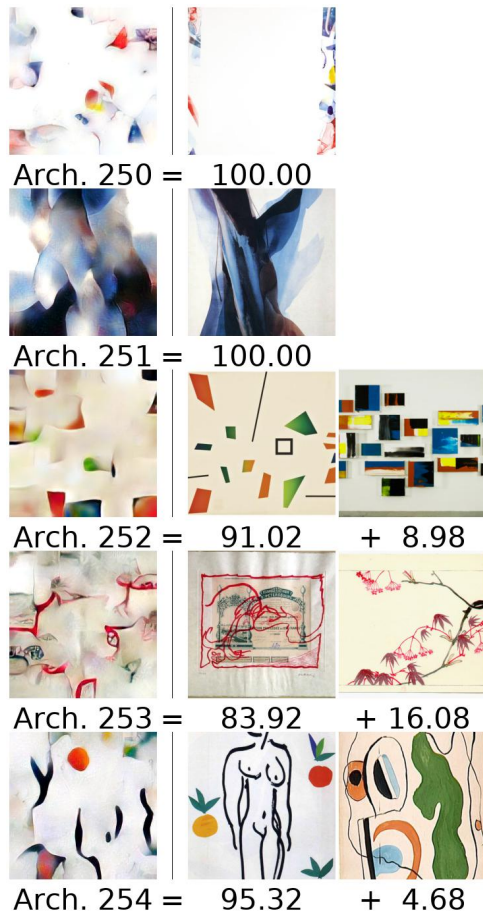 Arch. 250 = 100.00
Arch. 251 = 100.00
Arch. 252 = 91.02 + 8.98
Arch. 253 = 83.92 + 16.08
Arch. 254 = 95.32 + 4.68